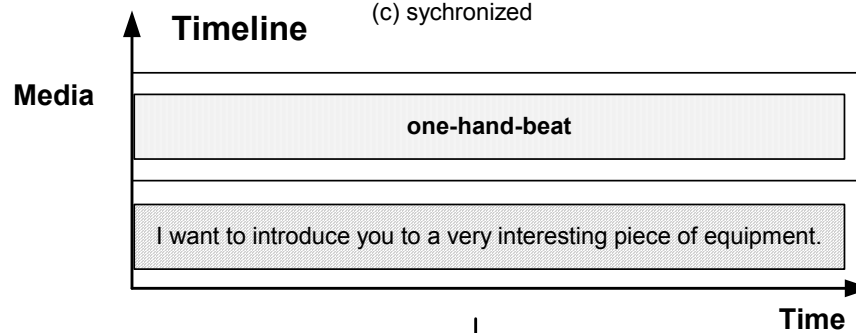 (c) sychronized
Timeline
Media
one-hand-beat
I want to introduce you to a very interesting piece of equipment.
Time